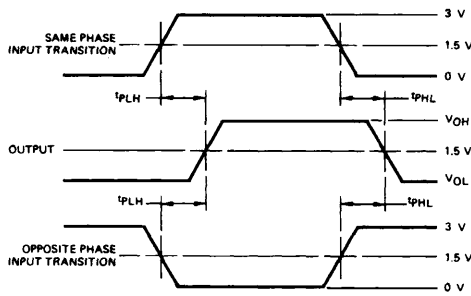 3 V
SAME PHASE
INPUT TRANSITION
1.5 V
0 V
tPLH
tPHL
VOH
OUTPUT
1.5 V
VOL
tPLH
tPHL
3 V
OPPOSITE PHASE
INPUT TRANSITION
1.5 V
0 V